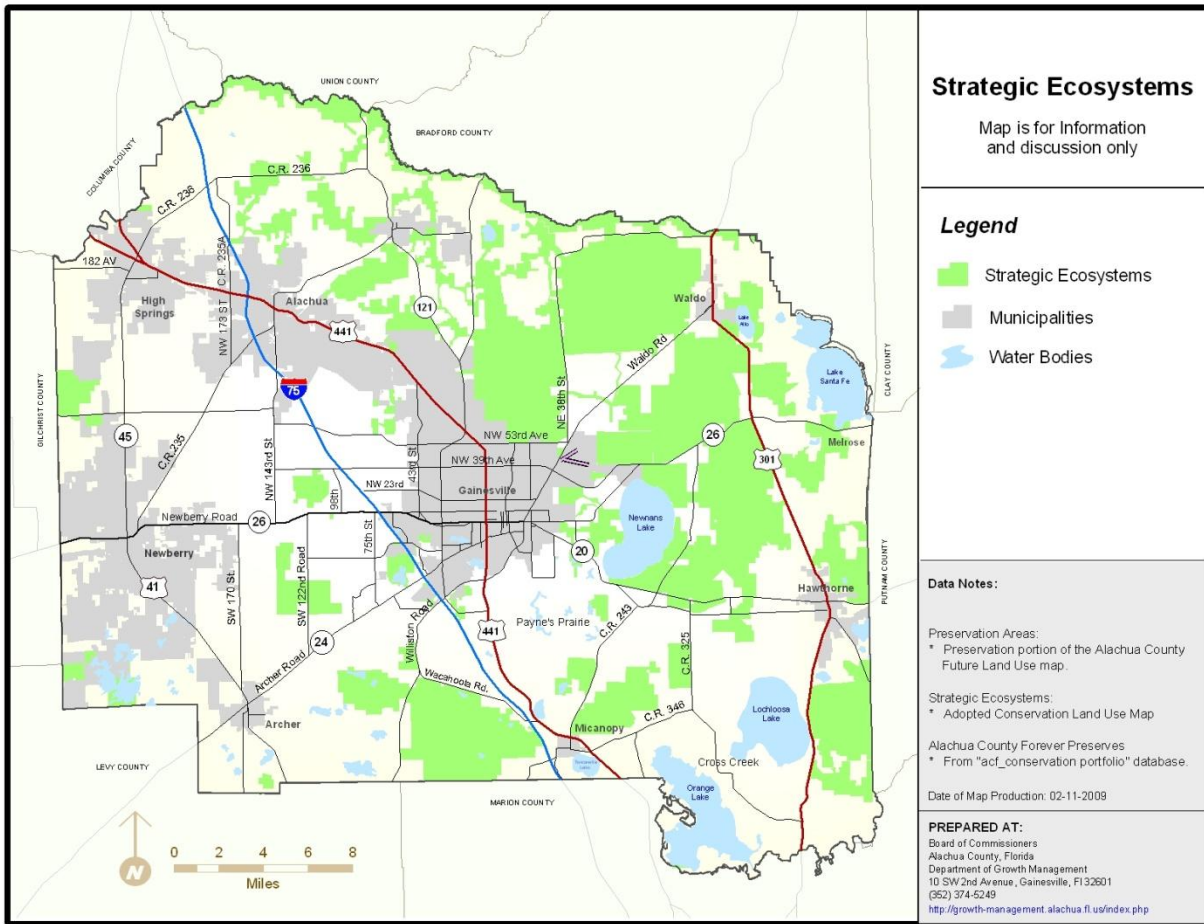 UNION COUNTY
BRADFORD COUNTY
COLUMBIA COUNTY
C.R. 236
C.R. 236
182 AV
High
Springs
NW 173 ST
C.R. 235A
Alachua
441
121
Waldo
Lake
Alto
Waldo Rd
Lake
Santa Fe
CLAY COUNTY
GILCHRIST COUNTY
75
45
C.R.235
NW 143rd St
43rd St
NE 38th St
NW 53rd Ave
NW 39th Ave
NW 23rd
98th
Gainesville
26
Melrose
301
Newberry Road
26
75th St
Newnans
Lake
20
Newberry
41
SW 170 St.
SW 122nd Road
24
Archer Road
Williston Road
441
Payne's Prairie
C.R. 243
C.R. 325
Hawthorne
PUTNAM COUNTY
Wacahoota Rd.
Archer
Micanopy
C.R. 346
Lochloosa
Lake
Cross Creek
Orange
Lake
LEVY COUNTY
MARION COUNTY
N
0 2 4 6 8
Miles
Strategic Ecosystems
Map is for Information
and discussion only
Legend
Strategic Ecosystems
Municipalities
Water Bodies
Data Notes:
Preservation Areas:
* Preservation portion of the Alachua County
Future Land Use map.
Strategic Ecosystems:
* Adopted Conservation Land Use Map
Alachua County Forever Preserves
* From "acf_conservation portfolio" database.
Date of Map Production: 02-11-2009
PREPARED AT:
Board of Commissioners
Alachua County, Florida
Department of Growth Management
10 SW 2nd Avenue, Gainesville, Fl 32601
(352) 374-5249
http://growth-management.alachua.fl.us/index.php